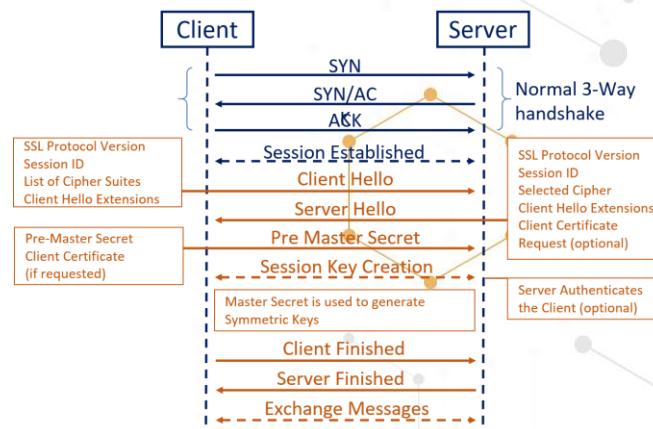 Client
Server
SYN
SYN/AC
K
ACK
Normal 3-Way
handshake
Session Established
SSL Protocol Version
Session ID
List of Cipher Suites
Client Hello Extensions
Client Hello
SSL Protocol Version
Session ID
Selected Cipher
Client Hello Extensions
Client Certificate
Request (optional)
Server Hello
Pre-Master Secret
Client Certificate
(if requested)
Pre Master Secret
Session Key Creation
Master Secret is used to generate
Symmetric Keys
Server Authenticates
the Client (optional)
Client Finished
Server Finished
Exchange Messages